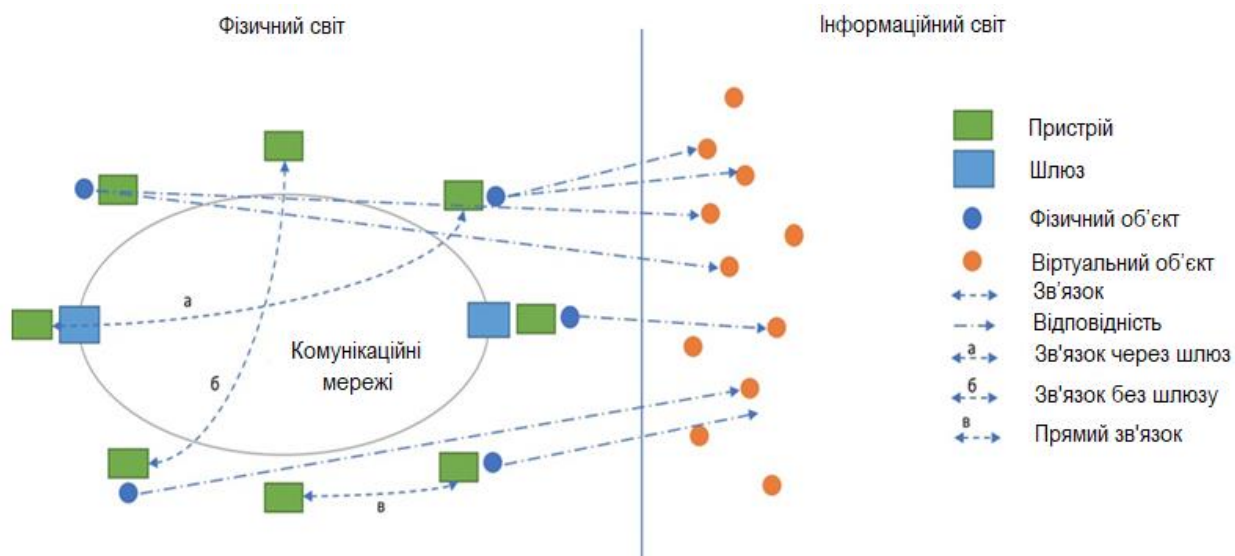 Фізичний світ
Інформаційний світ
Пристрій
Шлюз
Фізичний об’єкт
Віртуальний об’єкт
Зв’язок
Відповідність
а
Зв'язок через шлюз
б
Зв'язок без шлюзу
в
Прямий зв'язок
а
Комунікаційні
мережі
б
в